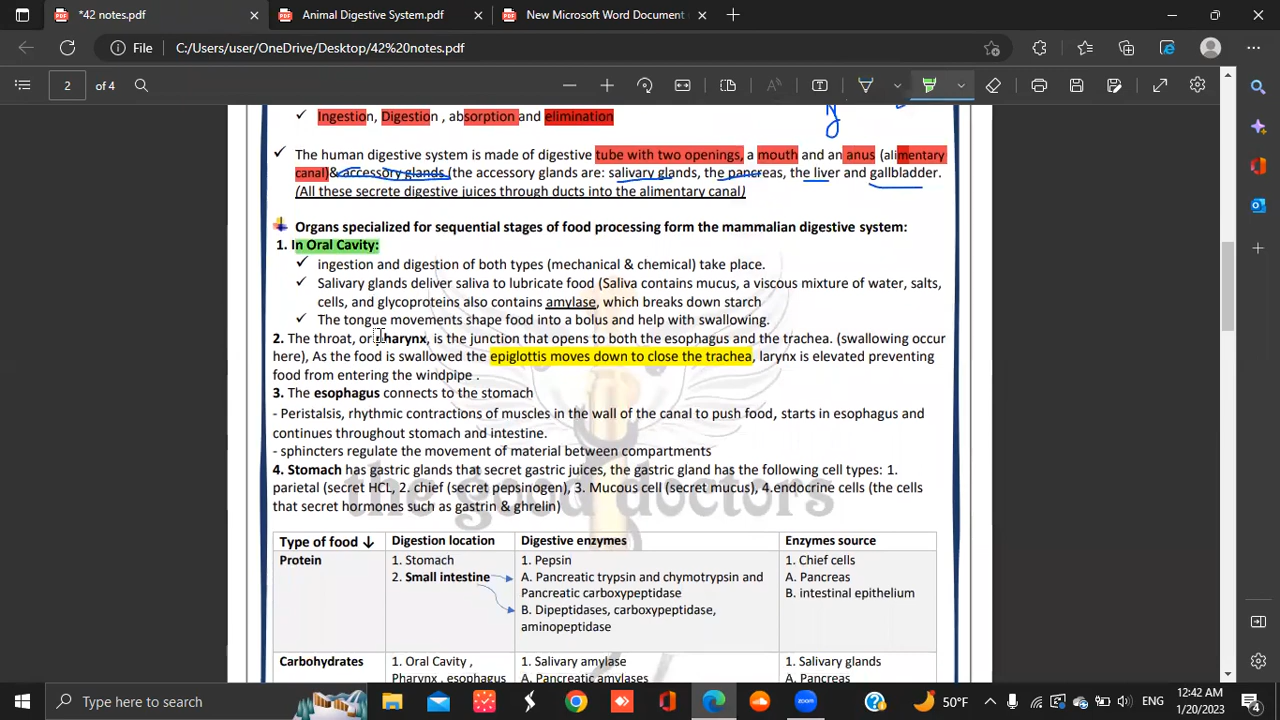 *42 notes.pdf
Animal Digestive System.pdf
New Microsoft Word Document
File
C:/Users/user/OneDrive/Desktop/42%20notes.pdf
2 of 4
✓ Ingestion, Digestion , absorption and elimination
✓ The human digestive system is made of digestive tube with two openings, a mouth and an anus (alimentary
canal)& accessory glands (the accessory glands are: salivary glands, the pancreas, the liver and gallbladder.
(All these secrete digestive juices through ducts into the alimentary canal)
Organs specialized for sequential stages of food processing form the mammalian digestive system:
1. In Oral Cavity:
✓ ingestion and digestion of both types (mechanical & chemical) take place.
✓ Salivary glands deliver saliva to lubricate food (Saliva contains mucus, a viscous mixture of water, salts,
cells, and glycoproteins also contains amylase, which breaks down starch
✓ The tongue movements shape food into a bolus and help with swallowing.
2. The throat, or pharynx, is the junction that opens to both the esophagus and the trachea. (swallowing occur
here), As the food is swallowed the epiglottis moves down to close the trachea, larynx is elevated preventing
food from entering the windpipe .
3. The esophagus connects to the stomach
- Peristalsis, rhythmic contractions of muscles in the wall of the canal to push food, starts in esophagus and
continues throughout stomach and intestine.
- sphincters regulate the movement of material between compartments
4. Stomach has gastric glands that secret gastric juices, the gastric gland has the following cell types: 1.
parietal (secret HCL, 2. chief (secret pepsinogen), 3. Mucous cell (secret mucus), 4.endocrine cells (the cells
that secret hormones such as gastrin & ghrelin)
the good doctors
Type of food ↓ Digestion location Digestive enzymes Enzymes source
Protein 1. Stomach 1. Pepsin 1. Chief cells
2. Small intestine A. Pancreatic trypsin and chymotrypsin and A. Pancreas
Pancreatic carboxypeptidase B. intestinal epithelium
B. Dipeptidases, carboxypeptidase,
aminopeptidase
Carbohydrates 1. Oral Cavity , 1. Salivary amylase 1. Salivary glands
Pharynx , esophagus A. Pancreatic amylases A. Pancreas
Type here to search
50°F
ENG
12:42 AM
1/20/2023
4